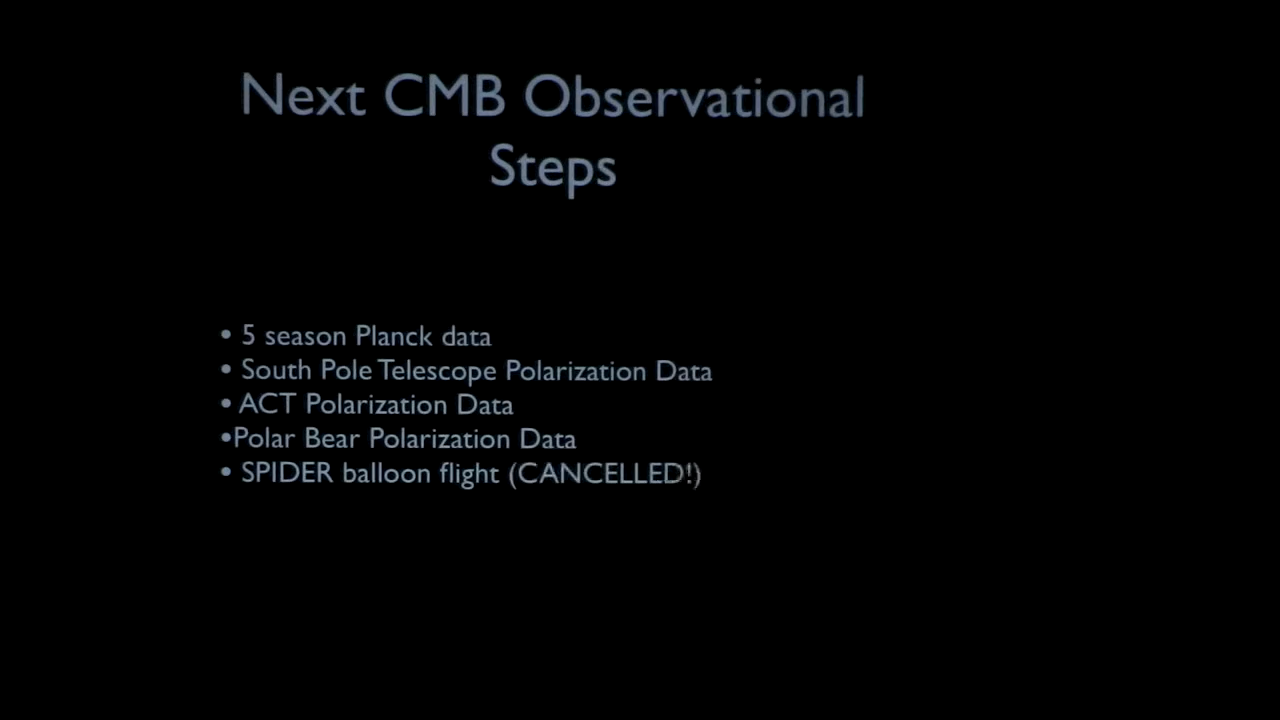 Next CMB Observational
Steps
• 5 season Planck data
• South Pole Telescope Polarization Data
• ACT Polarization Data
•Polar Bear Polarization Data
• SPIDER balloon flight (CANCELLED!)